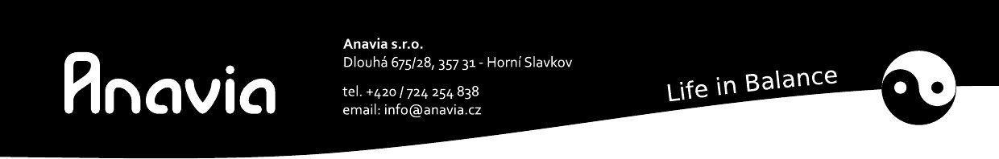 Anavia
Anavia s.r.o.
Dlouhá 675/28, 357 31 - Horní Slavkov
tel. +420 / 724 254 838
email: info@anavia.cz
Life in Balance